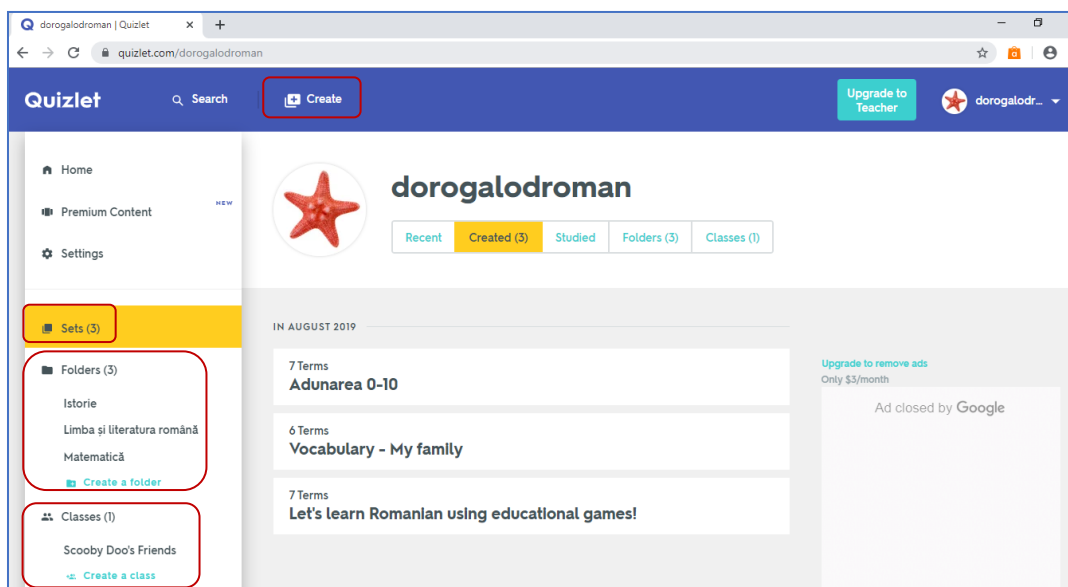 dorogalodroman | Quizlet
quizlet.com/dorogalodroman
Quizlet
Search
Create
Upgrade to
Teacher
dorogalodr...
Home
Premium Content
NEW
Settings
Sets (3)
Folders (3)
Istorie
Limba și literatura română
Matematică
Create a folder
Classes (1)
Scooby Doo's Friends
Create a class
dorogalodroman
Recent
Created (3)
Studied
Folders (3)
Classes (1)
IN AUGUST 2019
7 Terms
Adunarea 0-10
6 Terms
Vocabulary - My family
7 Terms
Let's learn Romanian using educational games!
Upgrade to remove ads
Only $3/month
Ad closed by Google